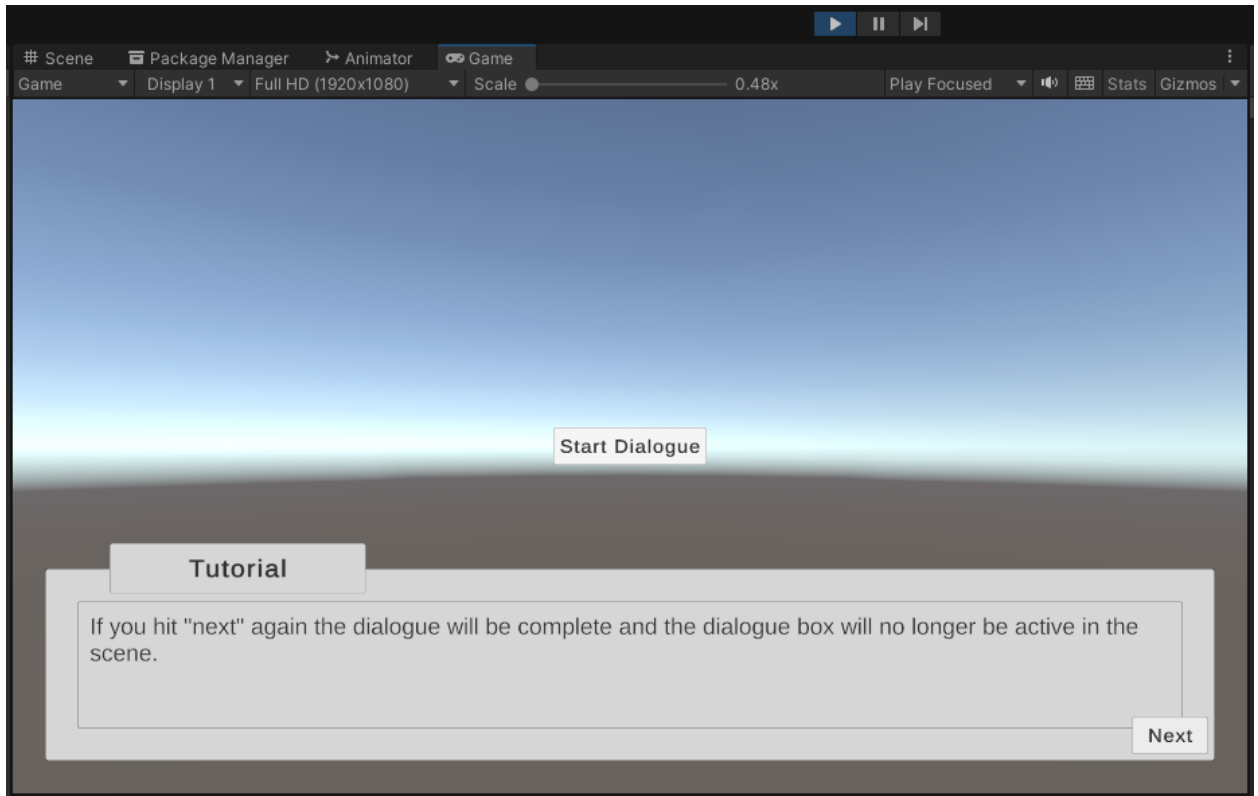 Scene Package Manager Animator Game
Game Display 1 Full HD (1920x1080) Scale 0.48x Play Focused Stats Gizmos
Start Dialogue
Tutorial
If you hit "next" again the dialogue will be complete and the dialogue box will no longer be active in the
scene.
Next